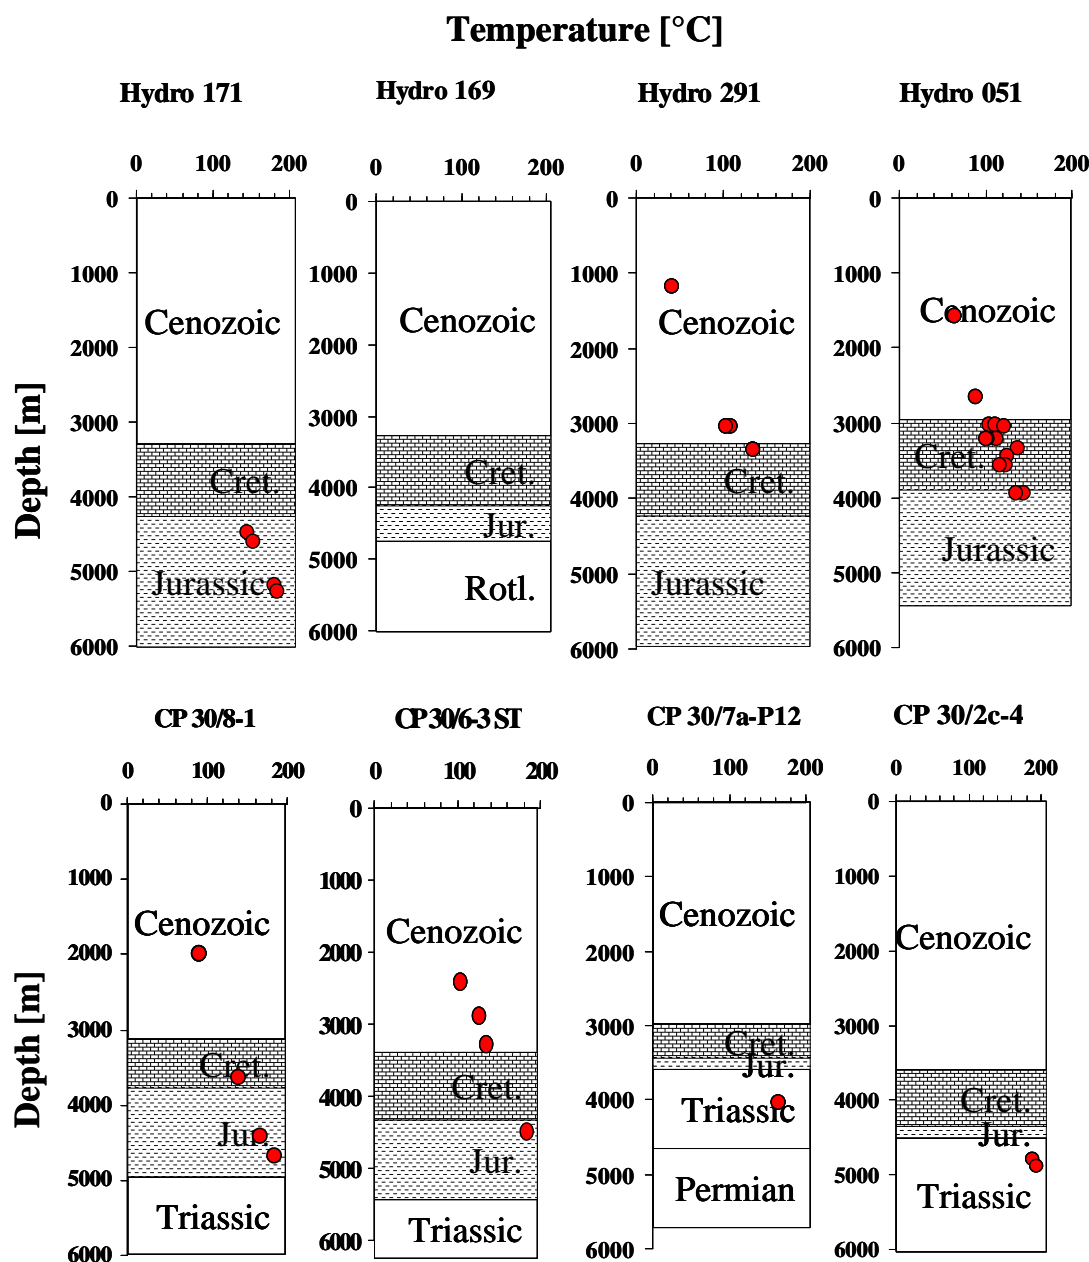 Temperature [°C]
Hydro 171
Hydro 169
Hydro 291
Hydro 051
Depth [m]
0 100 200
0
1000
2000
3000
4000
5000
6000
Cenozoic
Cret.
Jurassic
0 100 200
0
1000
2000
3000
4000
5000
6000
Cenozoic
Cret.
Jur.
Rotl.
0 100 200
0
1000
2000
3000
4000
5000
6000
Cenozoic
Cret.
Jurassic
0 100 200
0
1000
2000
3000
4000
5000
6000
Cenozoic
Cret.
Jurassic
CP 30/8-1
CP 30/6-3 ST
CP 30/7a-P12
CP 30/2c-4
Depth [m]
0 100 200
0
1000
2000
3000
4000
5000
6000
Cenozoic
Cret.
Jur.
Triassic
0 100 200
0
1000
2000
3000
4000
5000
6000
Cenozoic
Cret.
Jur.
Triassic
0 100 200
0
1000
2000
3000
4000
5000
6000
Cenozoic
Cret.
Jur.
Triassic
Permian
0 100 200
0
1000
2000
3000
4000
5000
6000
Cenozoic
Cret.
Jur.
Triassic